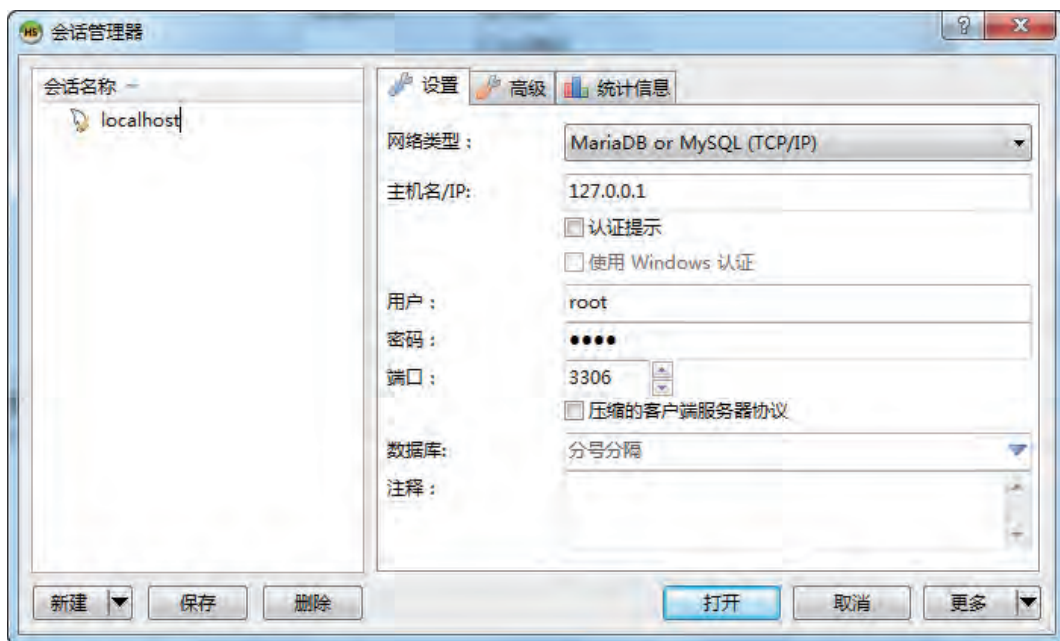 HS 会话管理器
会话名称
localhost
设置 高级 统计信息
网络类型： MariaDB or MySQL (TCP/IP)
主机名/IP: 127.0.0.1
认证提示
使用 Windows 认证
用户： root
密码： ●●●●
端口： 3306
压缩的客户端服务器协议
数据库: 分号分隔
注释：
新建 保存 删除 打开 取消 更多